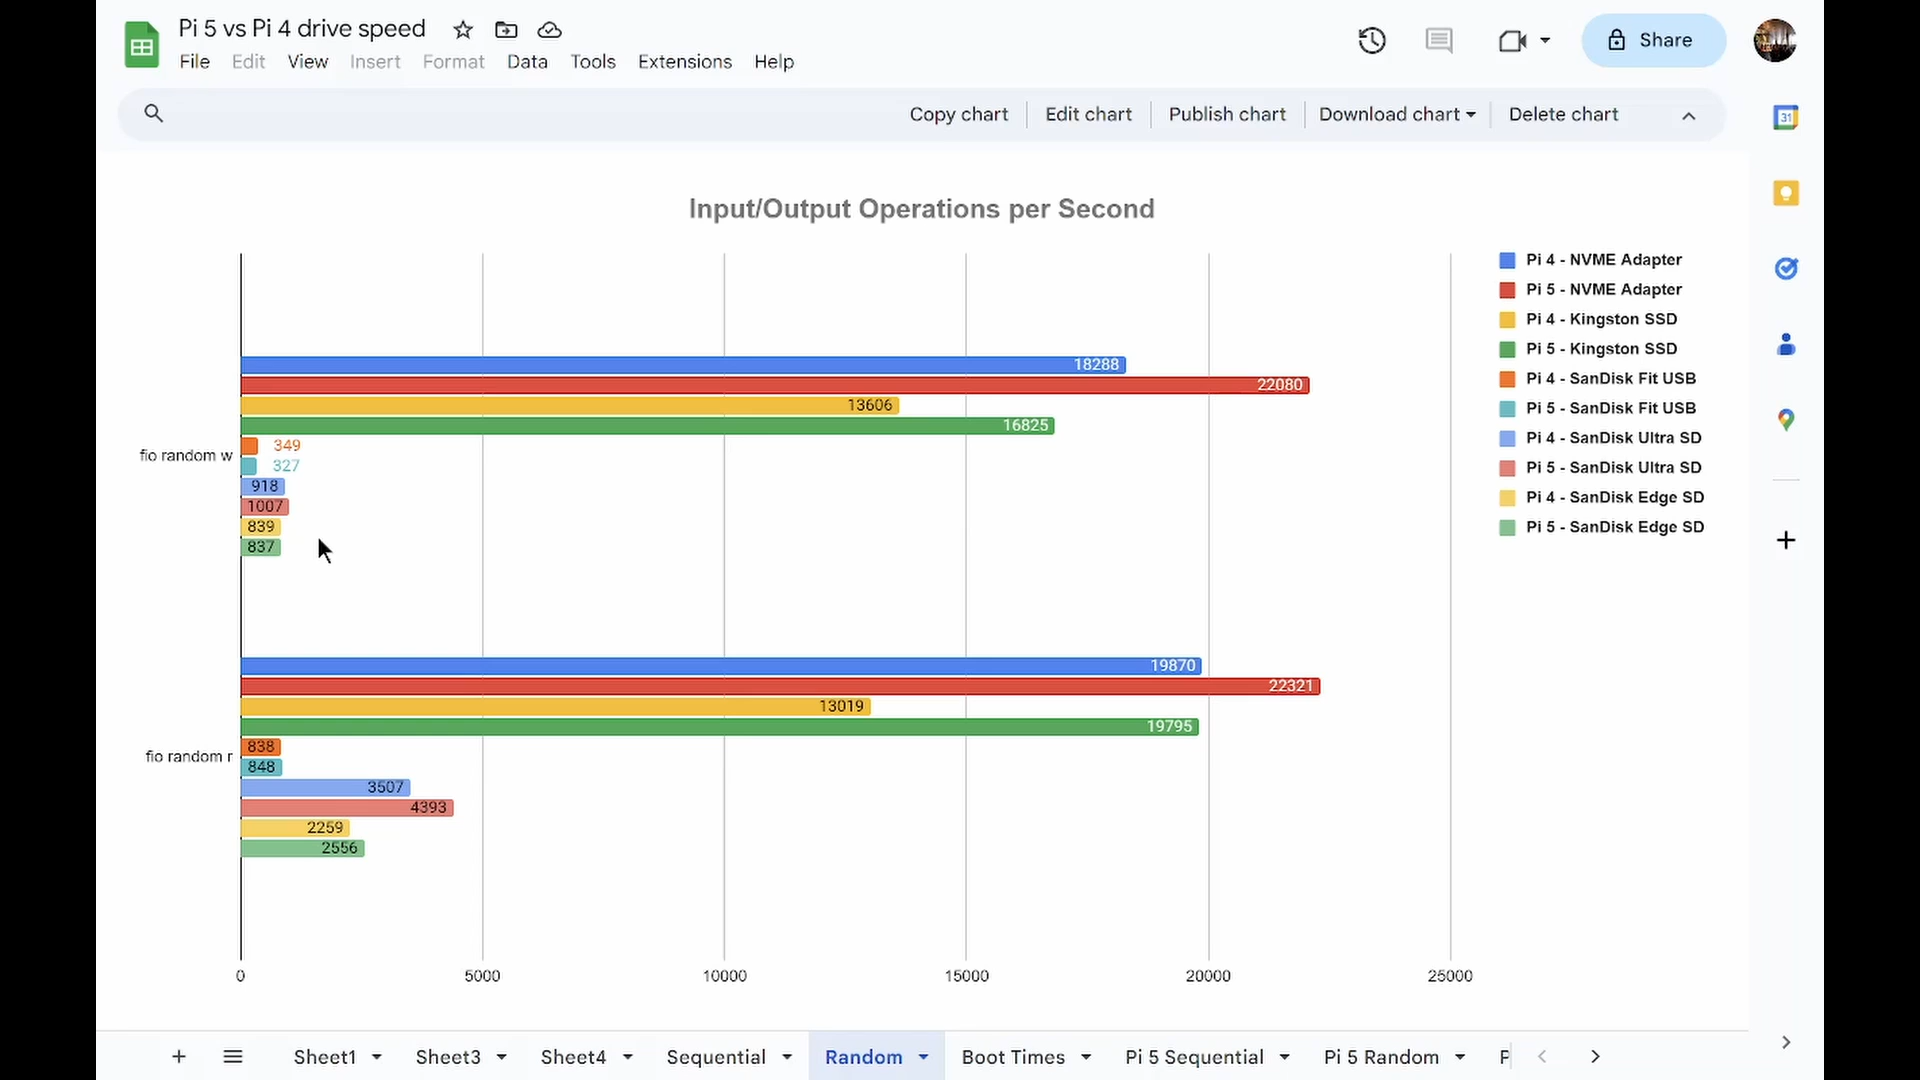 Pi 5 vs Pi 4 drive speed
File Edit View Insert Format Data Tools Extensions Help
Share
Copy chart Edit chart Publish chart Download chart Delete chart
31
Input/Output Operations per Second
Pi 4 - NVME Adapter
Pi 5 - NVME Adapter
Pi 4 - Kingston SSD
Pi 5 - Kingston SSD
Pi 4 - SanDisk Fit USB
Pi 5 - SanDisk Fit USB
Pi 4 - SanDisk Ultra SD
Pi 5 - SanDisk Ultra SD
Pi 4 - SanDisk Edge SD
Pi 5 - SanDisk Edge SD
fio random w
18288
22080
13606
16825
349
327
918
1007
839
837
fio random r
19870
22321
13019
19795
838
848
3507
4393
2259
2556
0 5000 10000 15000 20000 25000
+ Sheet1 Sheet3 Sheet4 Sequential Random Boot Times Pi 5 Sequential Pi 5 Random